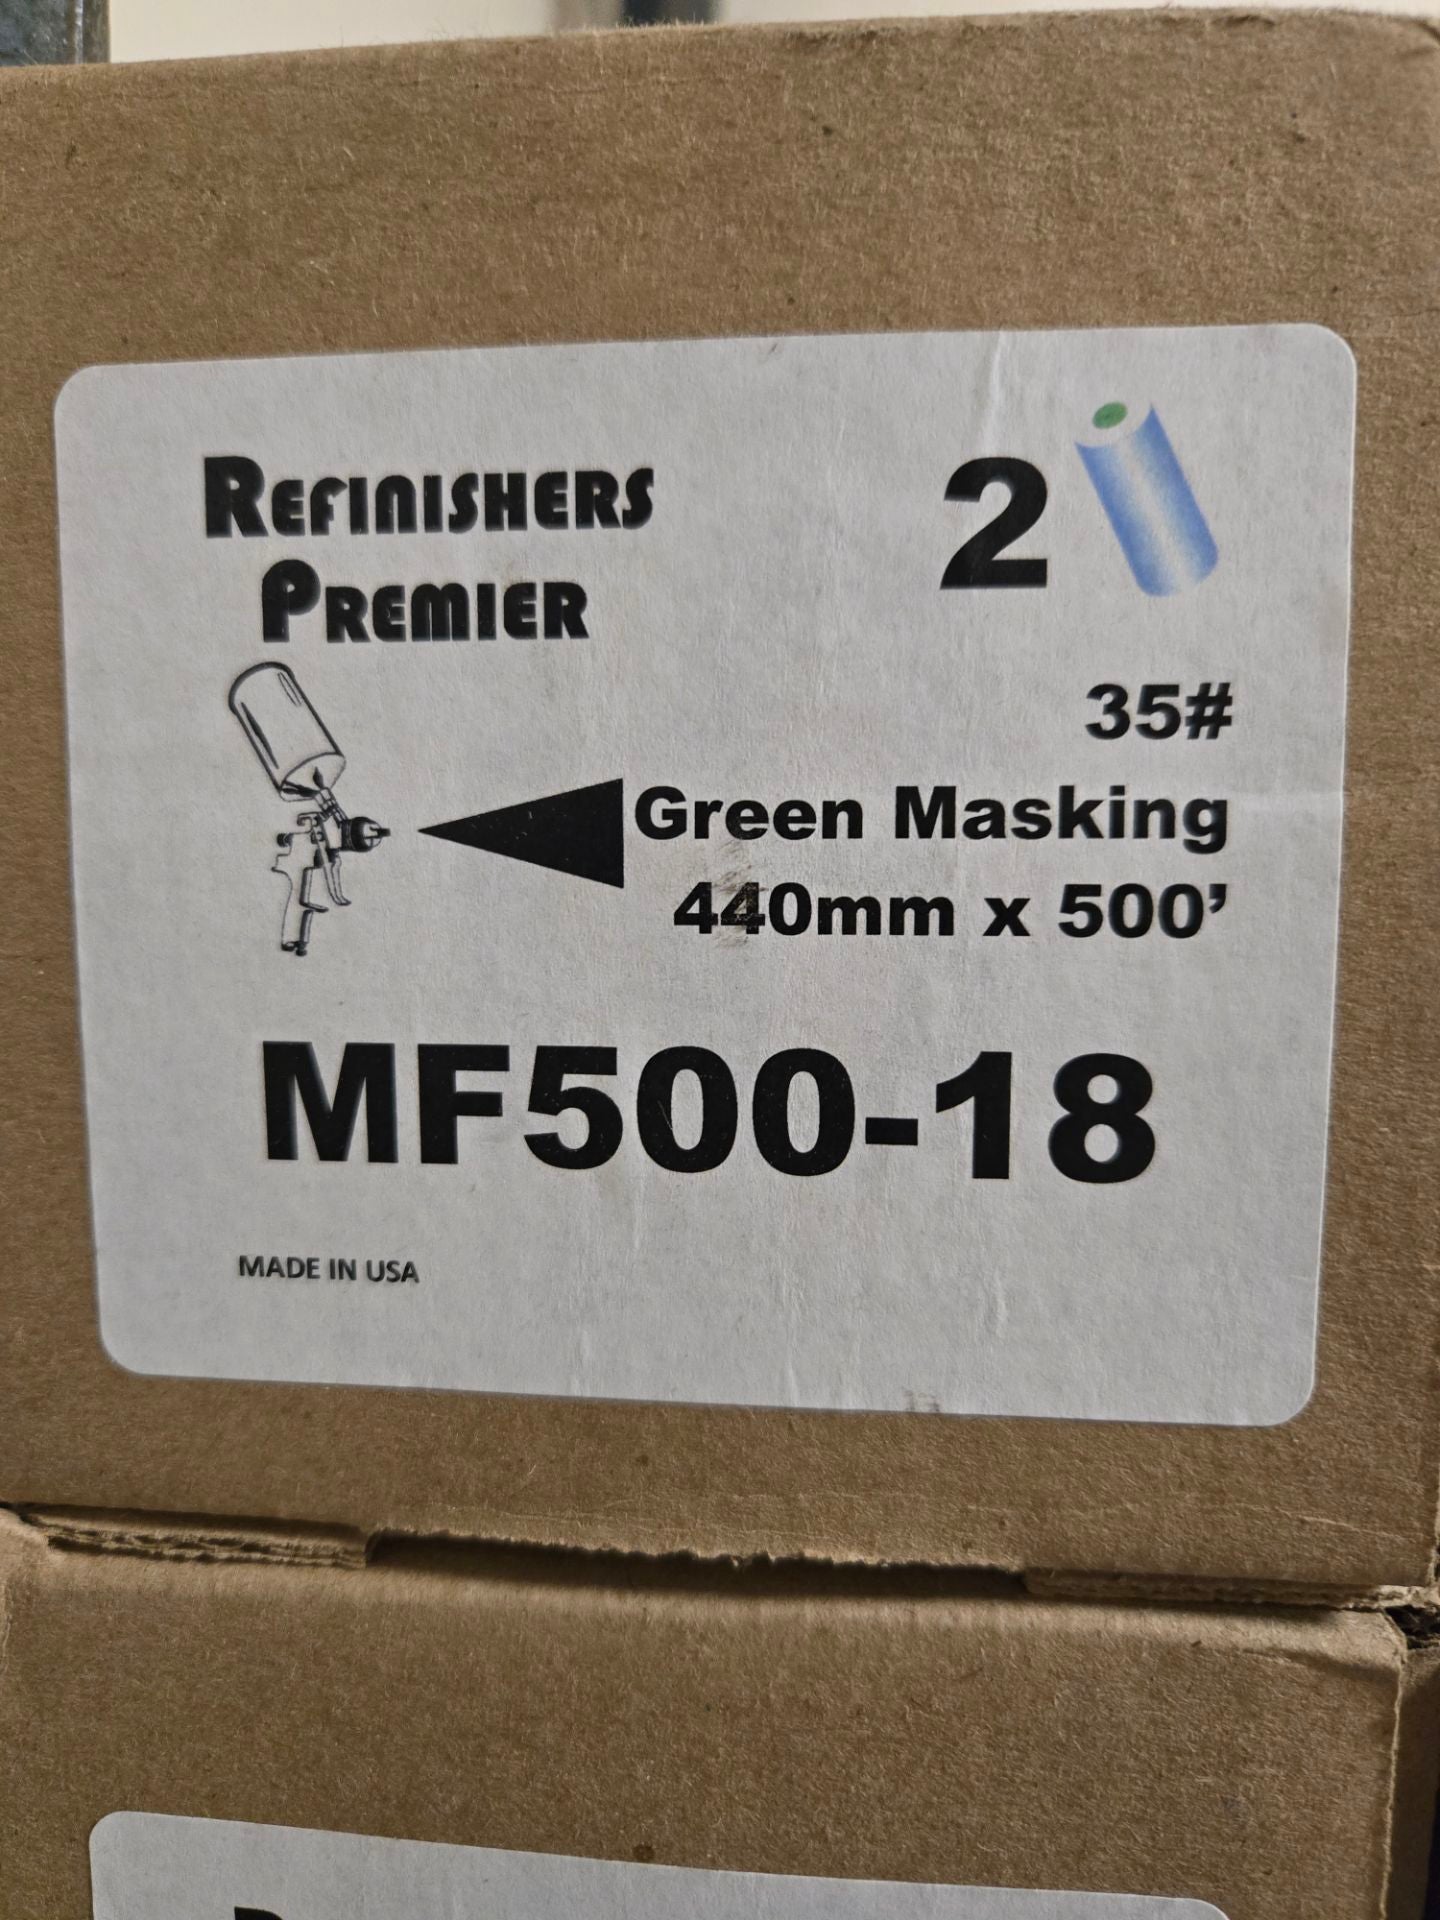 REFINISHERS
PREMIER
2
35#
Green Masking
440mm x 500’
MF500-18
MADE IN USA